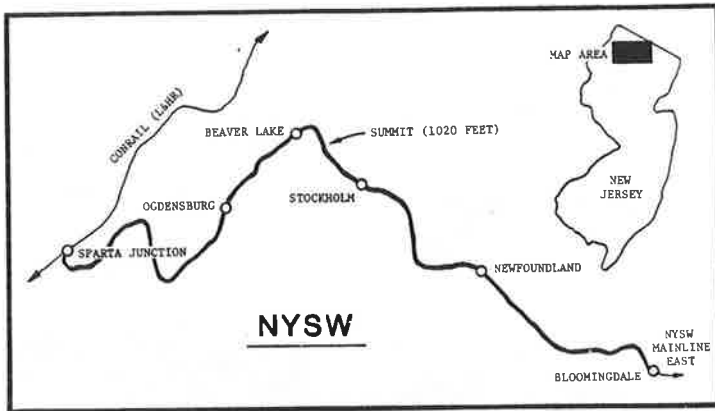 MAP AREA
CONRAIL (L&HR)
BEAVER LAKE
SUMMIT (1020 FEET)
OGDENSBURG
STOCKHOLM
NEW
JERSEY
SPARTA JUNCTION
NEWFOUNDLAND
NYSW
NYSW
MAINLINE
EAST
BLOOMINGDALE